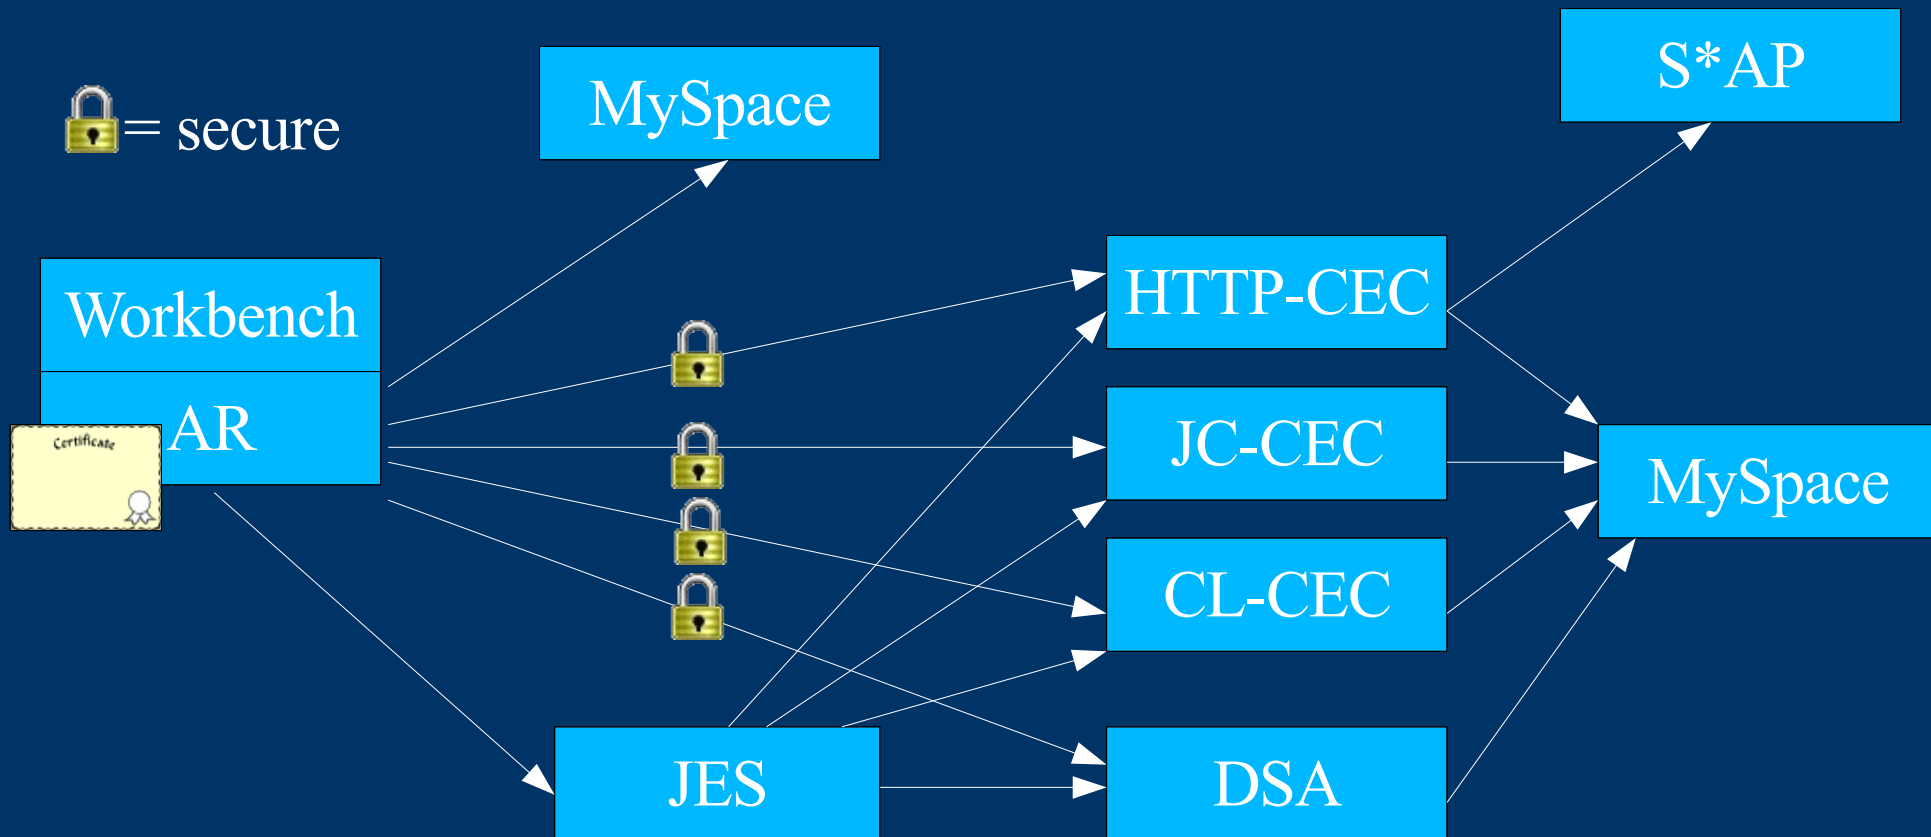 S*AP
MySpace
= secure
HTTP-CEC
Workbench
AR
Certificate
JC-CEC
MySpace
CL-CEC
JES
DSA